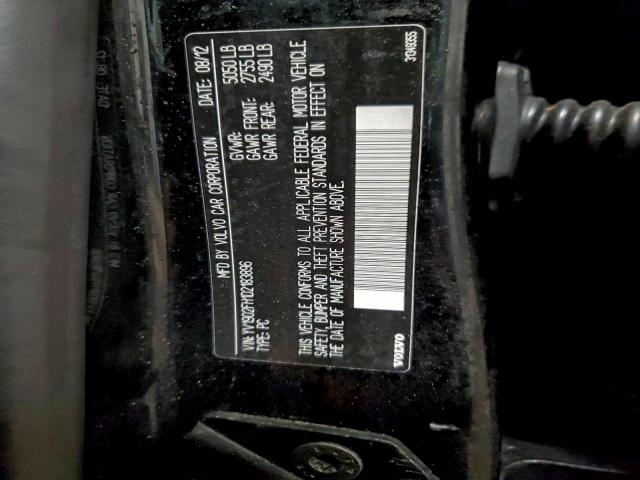 MFD BY VOLVO CAR CORPORATION DATE: 08/12
GVWR: 5050 LB
GAWR FRONT: 2755 LB
GAWR REAR: 2490 LB
VIN: YV1902FH1D2183896
TYPE: PC
THIS VEHICLE CONFORMS TO ALL APPLICABLE FEDERAL MOTOR VEHICLE
SAFETY, BUMPER AND THEFT PREVENTION STANDARDS IN EFFECT ON
THE DATE OF MANUFACTURE SHOWN ABOVE.
VOLVO 31349355